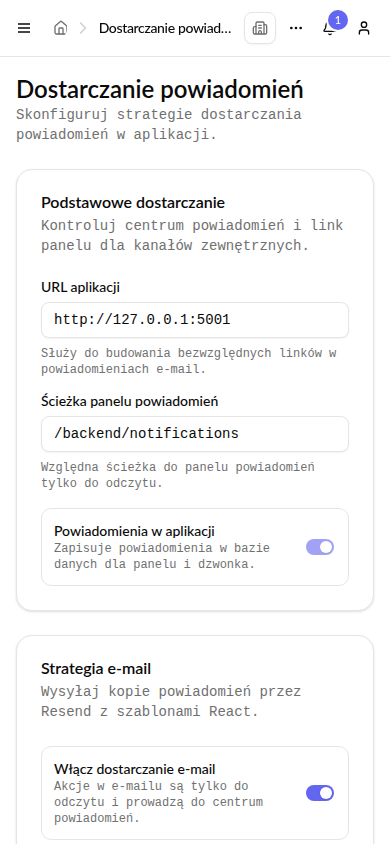 Dostarczanie powiad...
1
Dostarczanie powiadomień
Skonfiguruj strategie dostarczania
powiadomień w aplikacji.
Podstawowe dostarczanie
Kontroluj centrum powiadomień i link
panelu dla kanałów zewnętrznych.
URL aplikacji
http://127.0.0.1:5001
Służy do budowania bezwzględnych linków w
powiadomieniach e-mail.
Ścieżka panelu powiadomień
/backend/notifications
Względna ścieżka do panelu powiadomień
tylko do odczytu.
Powiadomienia w aplikacji
Zapisuje powiadomienia w bazie
danych dla panelu i dzwonka.
Strategia e-mail
Wysyłaj kopie powiadomień przez
Resend z szablonami React.
Włącz dostarczanie e-mail
Akcje w e-mailu są tylko do
odczytu i prowadzą do centrum
powiadomień.